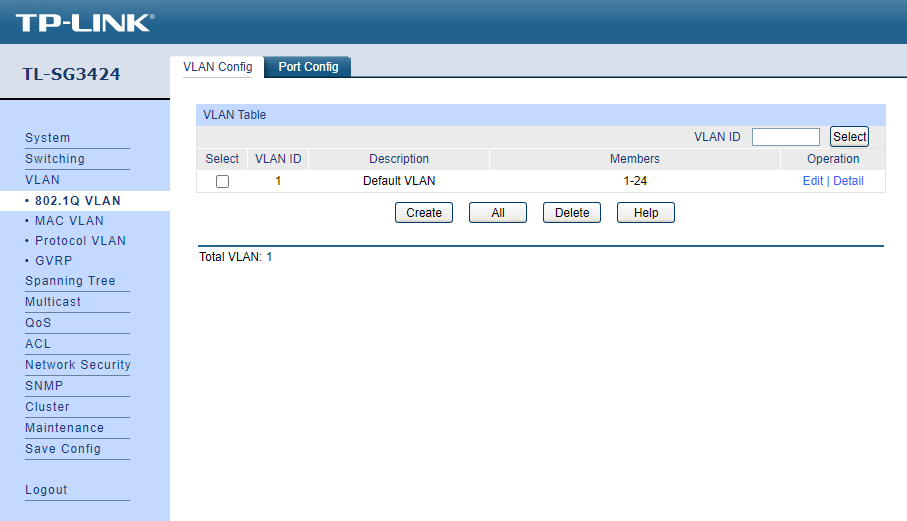 TP-LINK®
TL-SG3424
VLAN Config
Port Config
System
Switching
VLAN
• 802.1Q VLAN
• MAC VLAN
• Protocol VLAN
• GVRP
Spanning Tree
Multicast
QoS
ACL
Network Security
SNMP
Cluster
Maintenance
Save Config
Logout
VLAN Table
VLAN ID Select
Select VLAN ID Description Members Operation
1 Default VLAN 1-24 Edit | Detail
Create All Delete Help
Total VLAN: 1